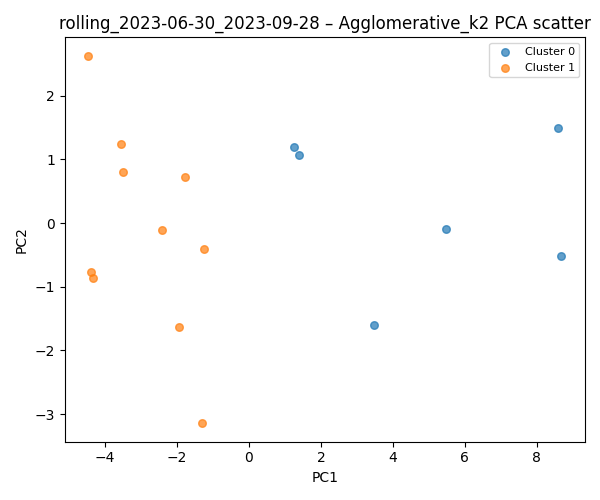 rolling_2023-06-30_2023-09-28 – Agglomerative_k2 PCA scatter
Cluster 0
Cluster 1
PC2
2
1
0
−1
−2
−3
−4
−2
0
2
4
6
8
PC1